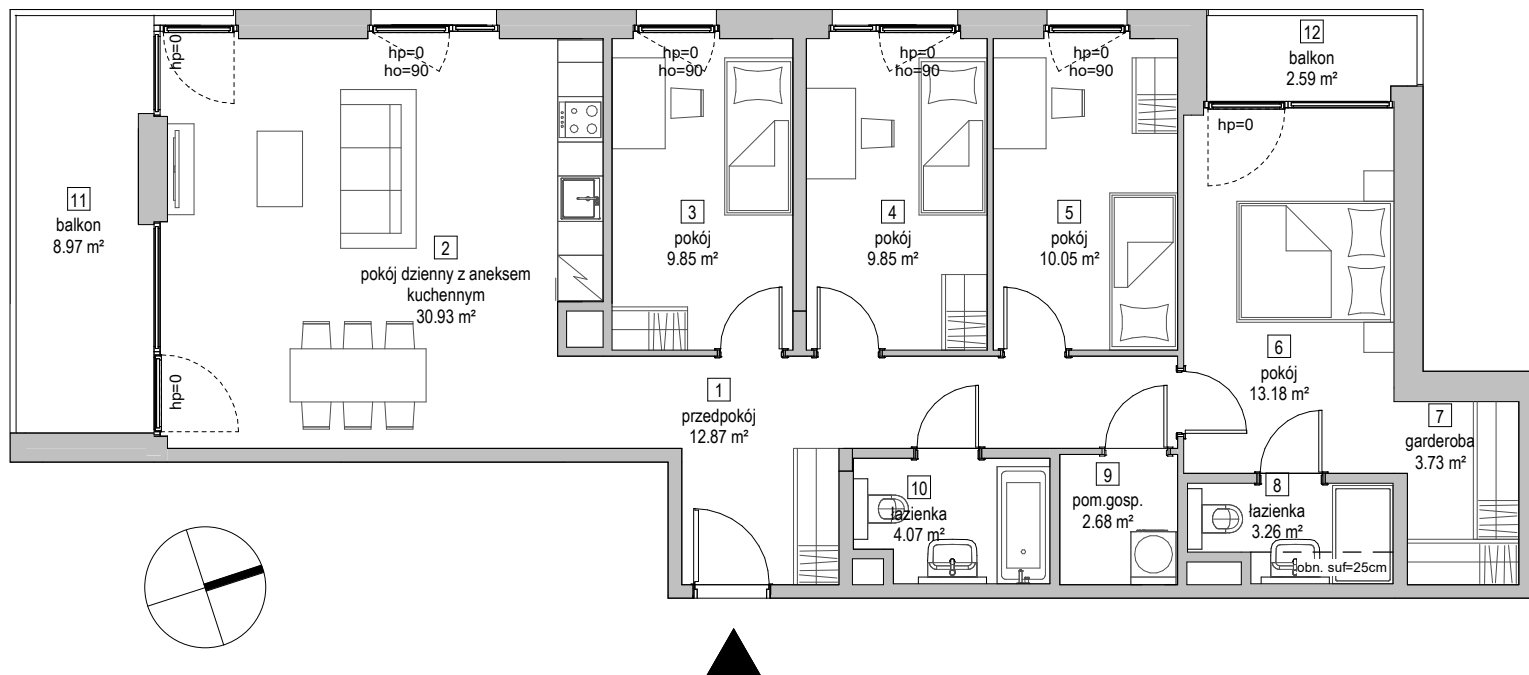 hp=0
11
balkon
8.97 m²
hp=0
hp=0
ho=90
2
pokój dzienny z aneksem
kuchennym
30.93 m²
hp=0
ho=90
3
pokój
9.85 m²
hp=0
ho=90
4
pokój
9.85 m²
hp=0
ho=90
5
pokój
10.05 m²
12
balkon
2.59 m²
hp=0
6
pokój
13.18 m²
7
garderoba
3.73 m²
1
przedpokój
12.87 m²
10
łazienka
4.07 m²
9
pom.gosp.
2.68 m²
8
łazienka
3.26 m²
obn. suf=25cm